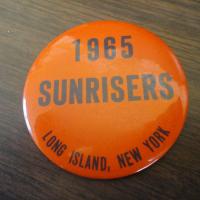 1965
SUNRISERS
LONG ISLAND, NEW YORK